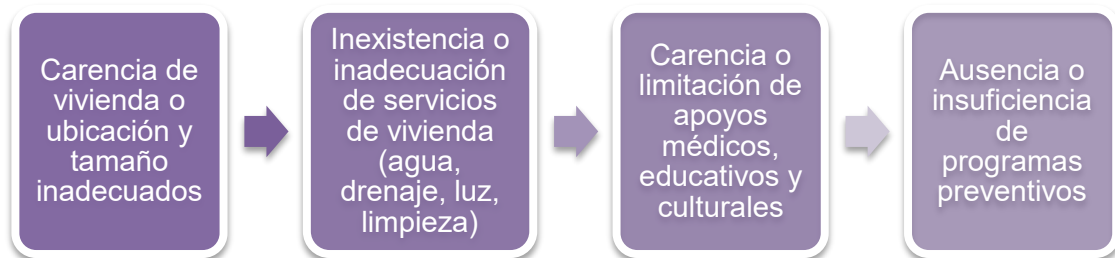 Carencia de
vivienda o
ubicación y
tamaño
inadecuados
Inexistencia o
inadecuación
de servicios
de vivienda
(agua,
drenaje, luz,
limpieza)
Carencia o
limitación de
apoyos
médicos,
educativos y
culturales
Ausencia o
insuficiencia
de
programas
preventivos